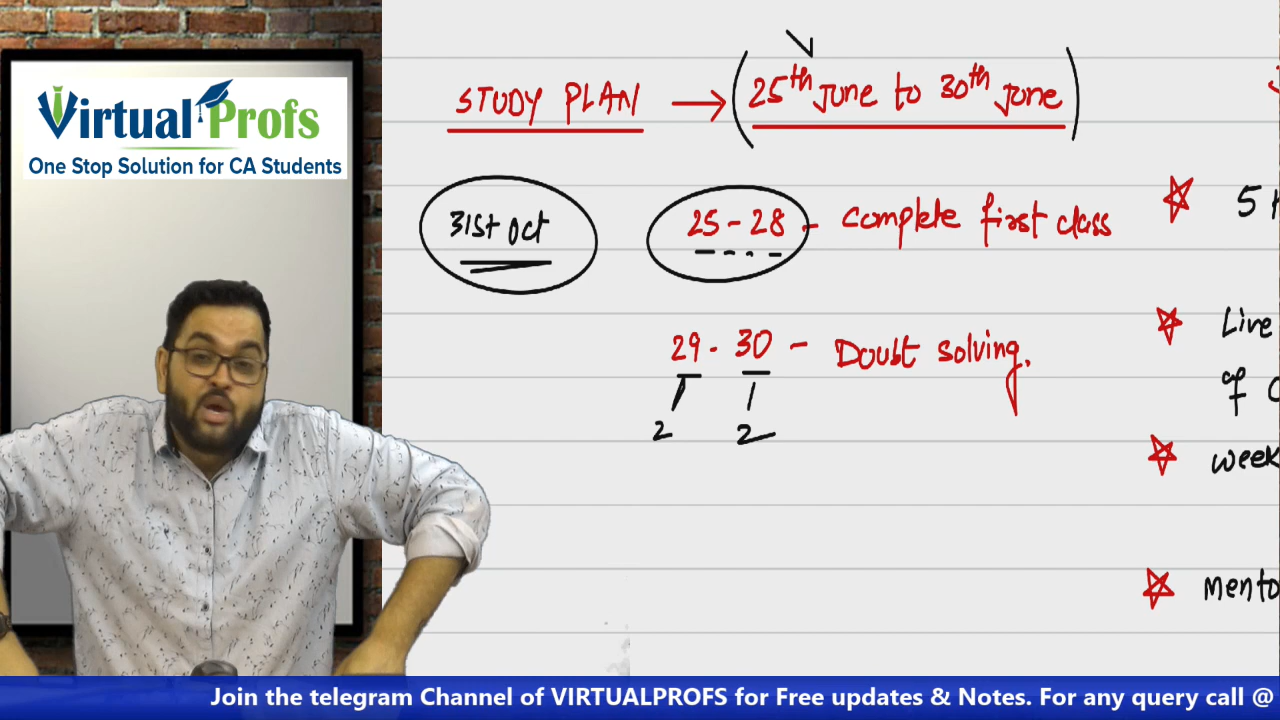 Virtual Profs
One Stop Solution for CA Students
STUDY PLAN → (25th June to 30th June)
31st Oct
25 - 28 - Complete first class
5
29 - 30 - Doubt solving.
2 2
Live
of
week
Join the telegram Channel of VIRTUALPROFS for Free updates & Notes. For any query call @